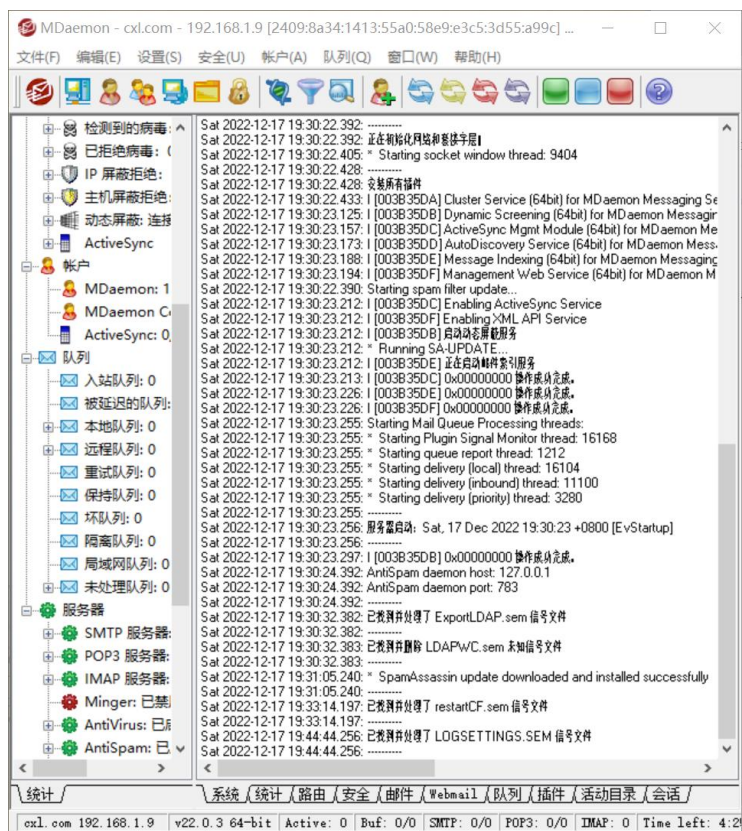 MDaemon - cxl.com - 192.168.1.9 [2409:8a34:1413:55a0:58e9:e3c5:3d55:a99c] ...
文件(F) 编辑(E) 设置(S) 安全(U) 帐户(A) 队列(Q) 窗口(W) 帮助(H)
检测到的病毒:
已拒绝病毒: (
IP 屏蔽拒绝:
主机屏蔽拒绝:
动态屏蔽: 连接
ActiveSync
帐户
MDaemon: 1
MDaemon Co
ActiveSync: 0,
队列
入站队列: 0
被延迟的队列:
本地队列: 0
远程队列: 0
重试队列: 0
保持队列: 0
坏队列: 0
隔离队列: 0
局域网队列: 0
未处理队列: 0
服务器
SMTP 服务器:
POP3 服务器:
IMAP 服务器:
Minger: 已禁
AntiVirus: 已启
AntiSpam: 已
统计
Sat 2022-12-17 19:30:22.392: ----------
Sat 2022-12-17 19:30:22.392: 正在初始化网络和套接字层
Sat 2022-12-17 19:30:22.405: * Starting socket window thread: 9404
Sat 2022-12-17 19:30:22.428: ----------
Sat 2022-12-17 19:30:22.428: 安装所有插件
Sat 2022-12-17 19:30:22.433: I [003B35DA] Cluster Service (64bit) for MDaemon Messaging Se
Sat 2022-12-17 19:30:23.125: I [003B35DB] Dynamic Screening (64bit) for MDaemon Messagin
Sat 2022-12-17 19:30:23.157: I [003B35DC] ActiveSync Mgmt Module (64bit) for MDaemon Me
Sat 2022-12-17 19:30:23.173: I [003B35DD] AutoDiscovery Service (64bit) for MDaemon Mess
Sat 2022-12-17 19:30:23.188: I [003B35DE] Message Indexing (64bit) for MDaemon Messaging
Sat 2022-12-17 19:30:23.194: I [003B35DF] Management Web Service (64bit) for MDaemon M
Sat 2022-12-17 19:30:22.390: Starting spam filter update...
Sat 2022-12-17 19:30:23.212: I [003B35DC] Enabling ActiveSync Service
Sat 2022-12-17 19:30:23.212: I [003B35DF] Enabling XML API Service
Sat 2022-12-17 19:30:23.212: I [003B35DB] 启动动态屏蔽服务
Sat 2022-12-17 19:30:23.212: * Running SA-UPDATE...
Sat 2022-12-17 19:30:23.212: I [003B35DE] 正在启动邮件索引服务
Sat 2022-12-17 19:30:23.213: I [003B35DC] 0x00000000 操作成功完成。
Sat 2022-12-17 19:30:23.226: I [003B35DE] 0x00000000 操作成功完成。
Sat 2022-12-17 19:30:23.226: I [003B35DF] 0x00000000 操作成功完成。
Sat 2022-12-17 19:30:23.255: Starting Mail Queue Processing threads:
Sat 2022-12-17 19:30:23.255: * Starting Plugin Signal Monitor thread: 16168
Sat 2022-12-17 19:30:23.255: * Starting queue report thread: 1212
Sat 2022-12-17 19:30:23.255: * Starting delivery (local) thread: 16104
Sat 2022-12-17 19:30:23.255: * Starting delivery (inbound) thread: 11100
Sat 2022-12-17 19:30:23.255: * Starting delivery (priority) thread: 3280
Sat 2022-12-17 19:30:23.255: ----------
Sat 2022-12-17 19:30:23.256: 服务器启动: Sat, 17 Dec 2022 19:30:23 +0800 [EvStartup]
Sat 2022-12-17 19:30:23.256: ----------
Sat 2022-12-17 19:30:23.297: I [003B35DB] 0x00000000 操作成功完成。
Sat 2022-12-17 19:30:24.392: AntiSpam daemon host: 127.0.0.1
Sat 2022-12-17 19:30:24.392: AntiSpam daemon port: 783
Sat 2022-12-17 19:30:24.392: ----------
Sat 2022-12-17 19:30:32.382: 已找到并处理了 ExportLDAP.sem 信号文件
Sat 2022-12-17 19:30:32.382: ----------
Sat 2022-12-17 19:30:32.383: 已找到并删除 LDAPWC.sem 未知信号文件
Sat 2022-12-17 19:30:32.383: ----------
Sat 2022-12-17 19:31:05.240: * SpamAssassin update downloaded and installed successfully
Sat 2022-12-17 19:31:05.240: ----------
Sat 2022-12-17 19:33:14.197: 已找到并处理了 restartCF.sem 信号文件
Sat 2022-12-17 19:33:14.197: ----------
Sat 2022-12-17 19:44:44.256: 已找到并处理了 LOGSETTINGS.SEM 信号文件
Sat 2022-12-17 19:44:44.256: ----------
系统 统计 路由 安全 邮件 Webmail 队列 插件 活动目录 会话
cxl.com 192.168.1.9 v22.0.3 64-bit Active: 0 Buf: 0/0 SMTP: 0/0 POP3: 0/0 IMAP: 0 Time left: 4:29